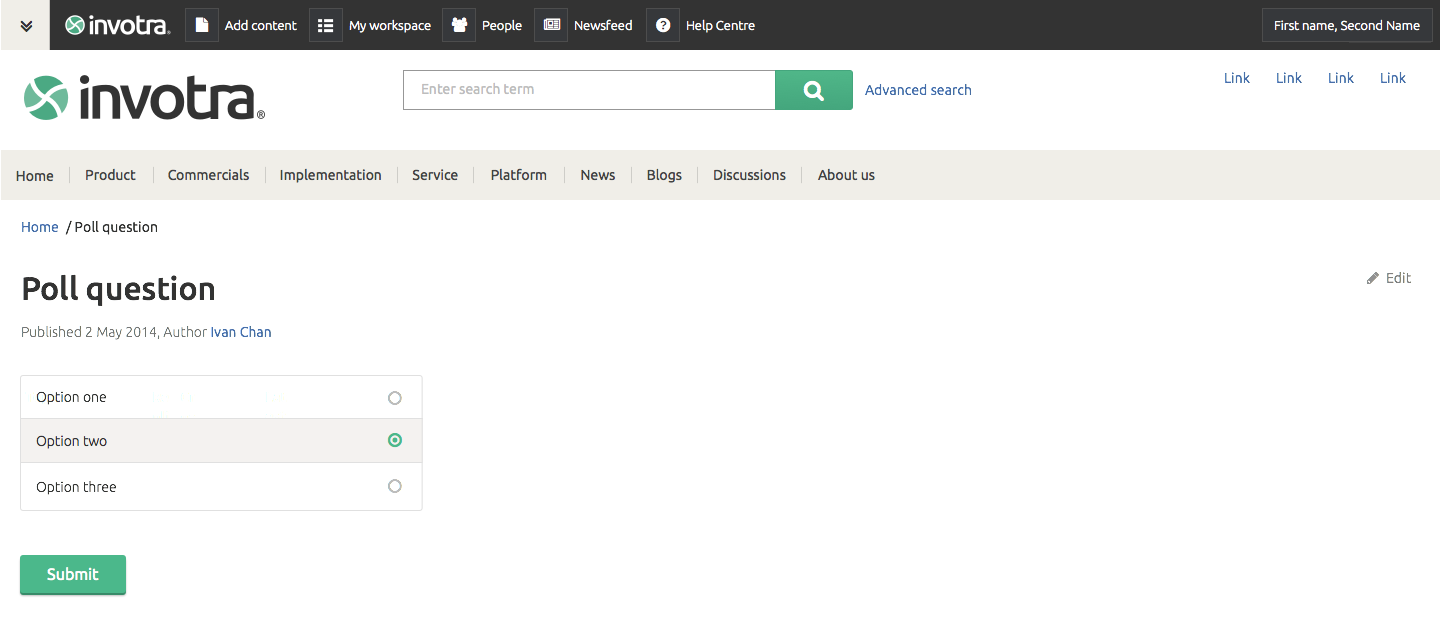 invotra® Add content My workspace People Newsfeed Help Centre First name, Second Name
invotra® Enter search term Advanced search Link Link Link Link
Home Product Commercials Implementation Service Platform News Blogs Discussions About us
Home / Poll question
Poll question Edit
Published 2 May 2014, Author Ivan Chan
Option one
Option two
Option three
Submit